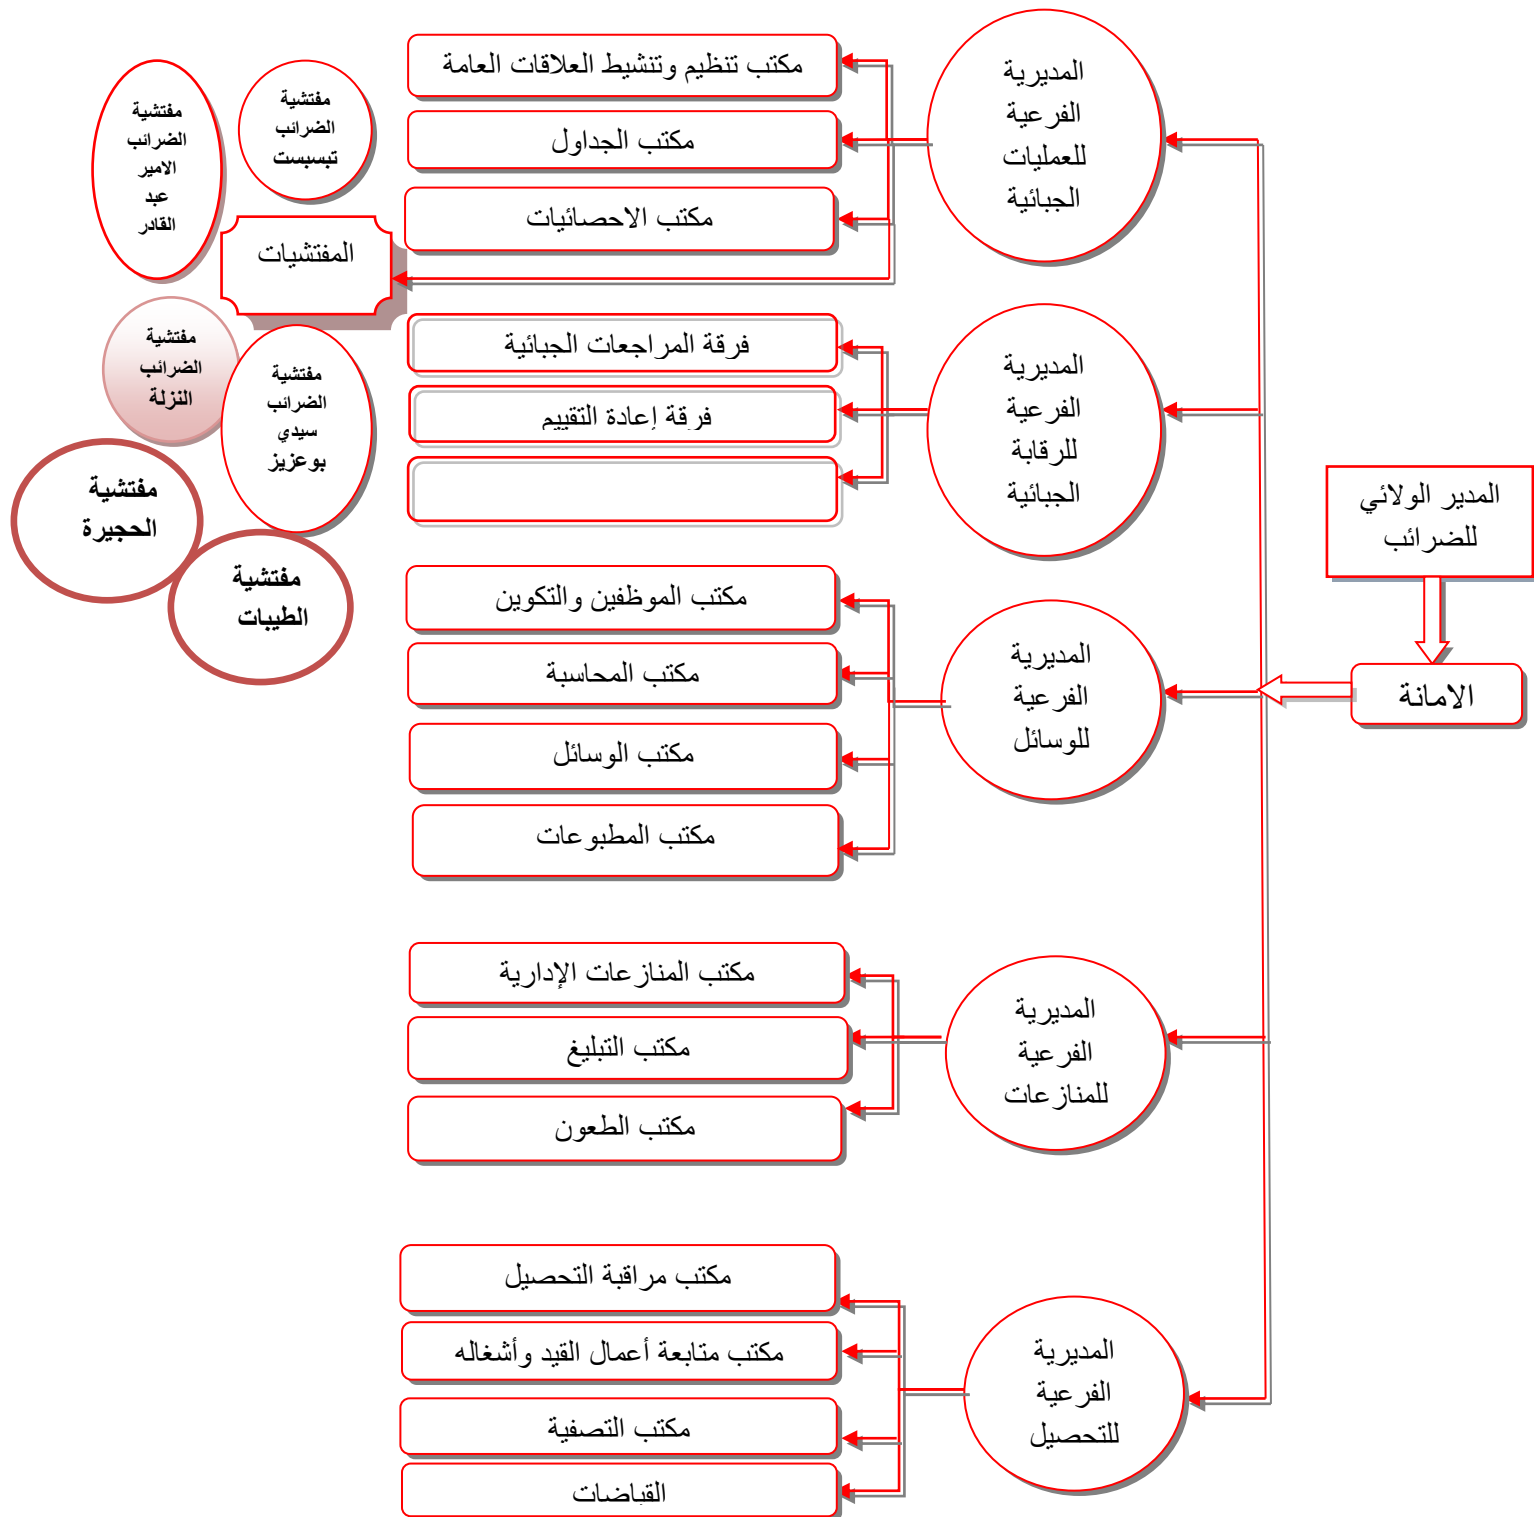 المدير الولائي
للضرائب
الامانة
المديرية
الفرعية
للعمليات
الجبائية
مكتب تنظيم وتنشيط العلاقات العامة
مكتب الجداول
مكتب الاحصائيات
المفتشيات
مفتشية
الضرائب
تبسبست
مفتشية
الضرائب
الامير
عبد
القادر
مفتشية
الضرائب
النزلة
مفتشية
الضرائب
سيدي
بوعزيز
مفتشية
الحجيرة
مفتشية
الطيبات
المديرية
الفرعية
للرقابة
الجبائية
فرقة المراجعات الجبائية
فرقة إعادة التقييم
المديرية
الفرعية
للوسائل
مكتب الموظفين والتكوين
مكتب المحاسبة
مكتب الوسائل
مكتب المطبوعات
المديرية
الفرعية
للمنازعات
مكتب المنازعات الإدارية
مكتب التبليغ
مكتب الطعون
المديرية
الفرعية
للتحصيل
مكتب مراقبة التحصيل
مكتب متابعة أعمال القيد وأشغاله
مكتب التصفية
القباضات